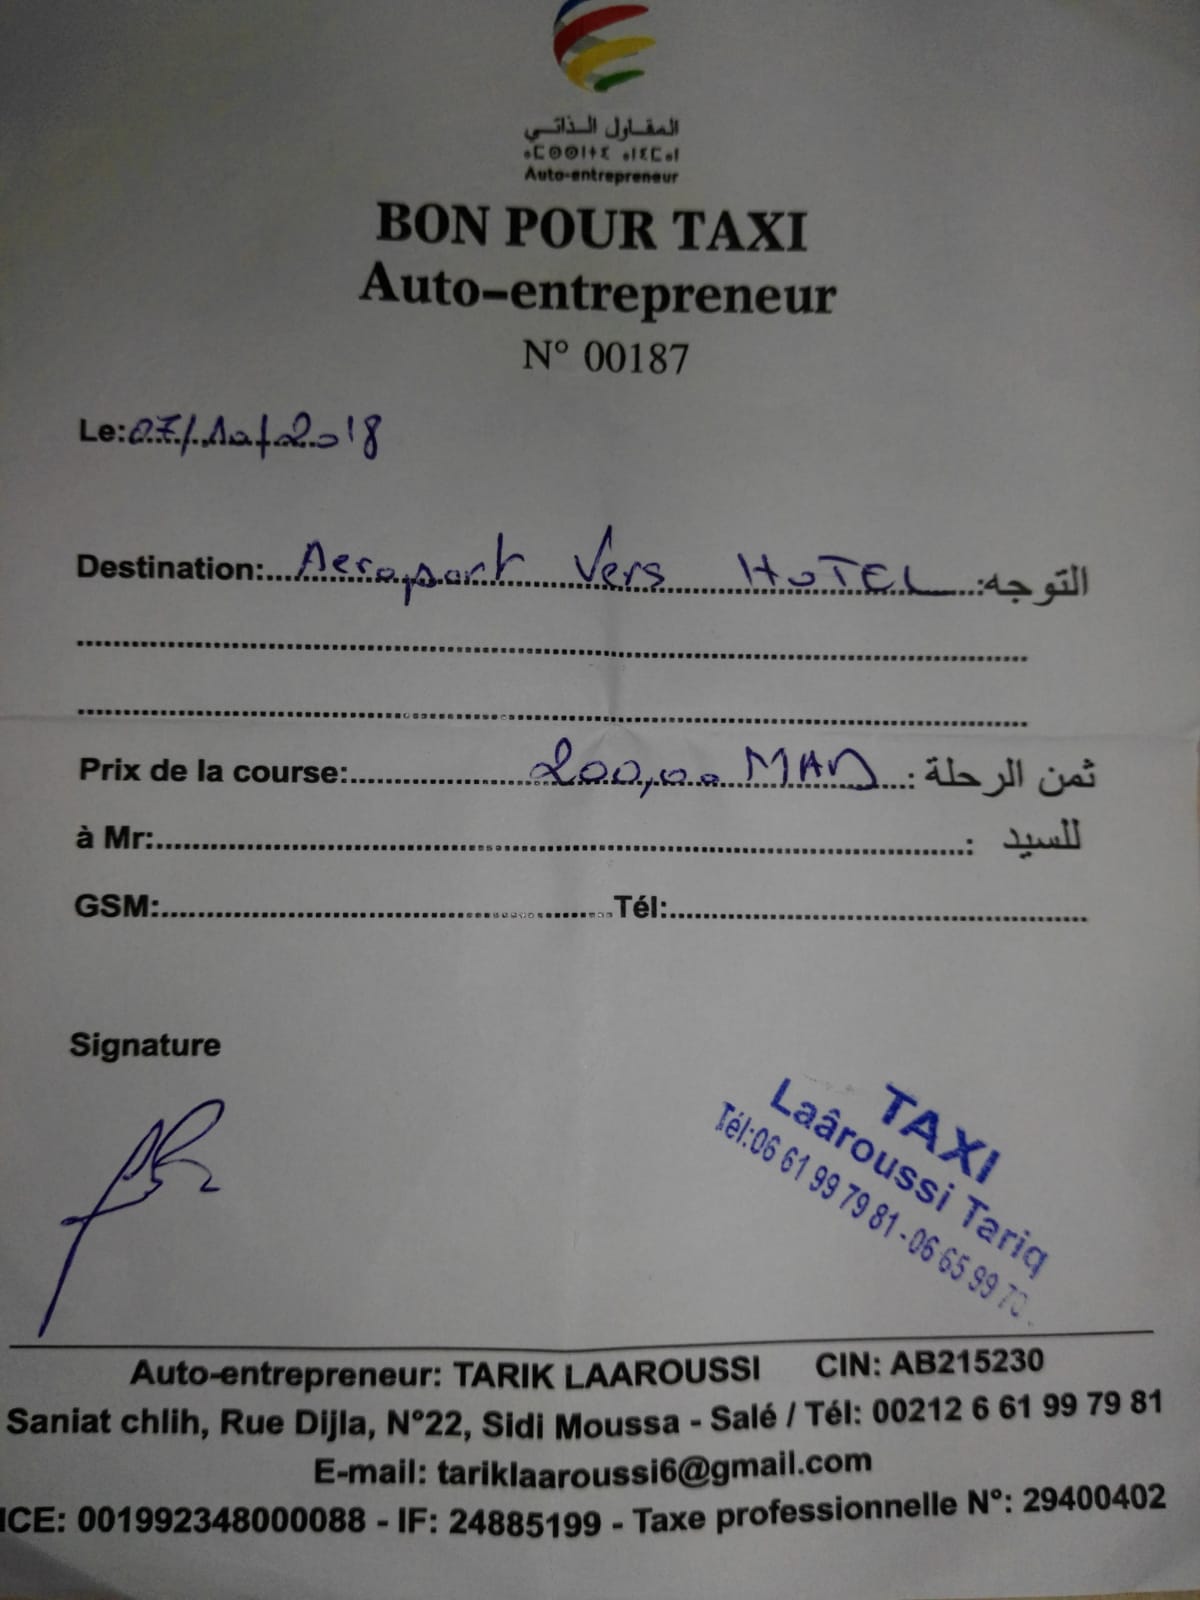 المقاول الذاتي
ⴰⵎⵙⵙⵏⵜⵉ ⴰⵏⵉⵎⴰⵏ
Auto-entrepreneur
BON POUR TAXI
Auto-entrepreneur
N° 00187
Le: 07/10/2018
Destination: Aeroport Vers HOTEL التوجه:
Prix de la course: 200,00 MAD ثمن الرحلة :
à Mr: للسيد :
GSM: Tél:
Signature
TAXI
Laâroussi Tariq
Tél:06 61 99 79 81 - 06 65 99
Auto-entrepreneur: TARIK LAAROUSSI CIN: AB215230
Saniat chlih, Rue Dijla, N°22, Sidi Moussa - Salé / Tél: 00212 6 61 99 79 81
E-mail: tariklaaroussi6@gmail.com
ICE: 001992348000088 - IF: 24885199 - Taxe professionnelle N°: 29400402